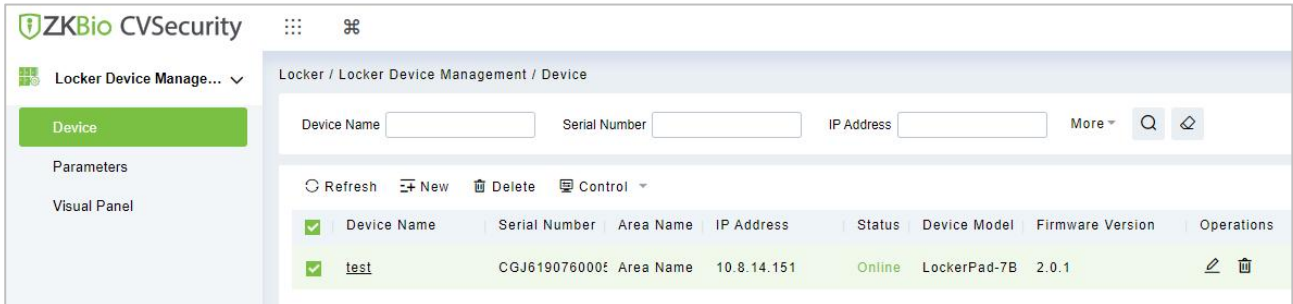 ZKBio CVSecurity
Locker Device Manage...
Device
Parameters
Visual Panel
Locker / Locker Device Management / Device
Device Name Serial Number IP Address More
Refresh New Delete Control
Device Name Serial Number Area Name IP Address Status Device Model Firmware Version Operations
test CGJ619076000 Area Name 10.8.14.151 Online LockerPad-7B 2.0.1